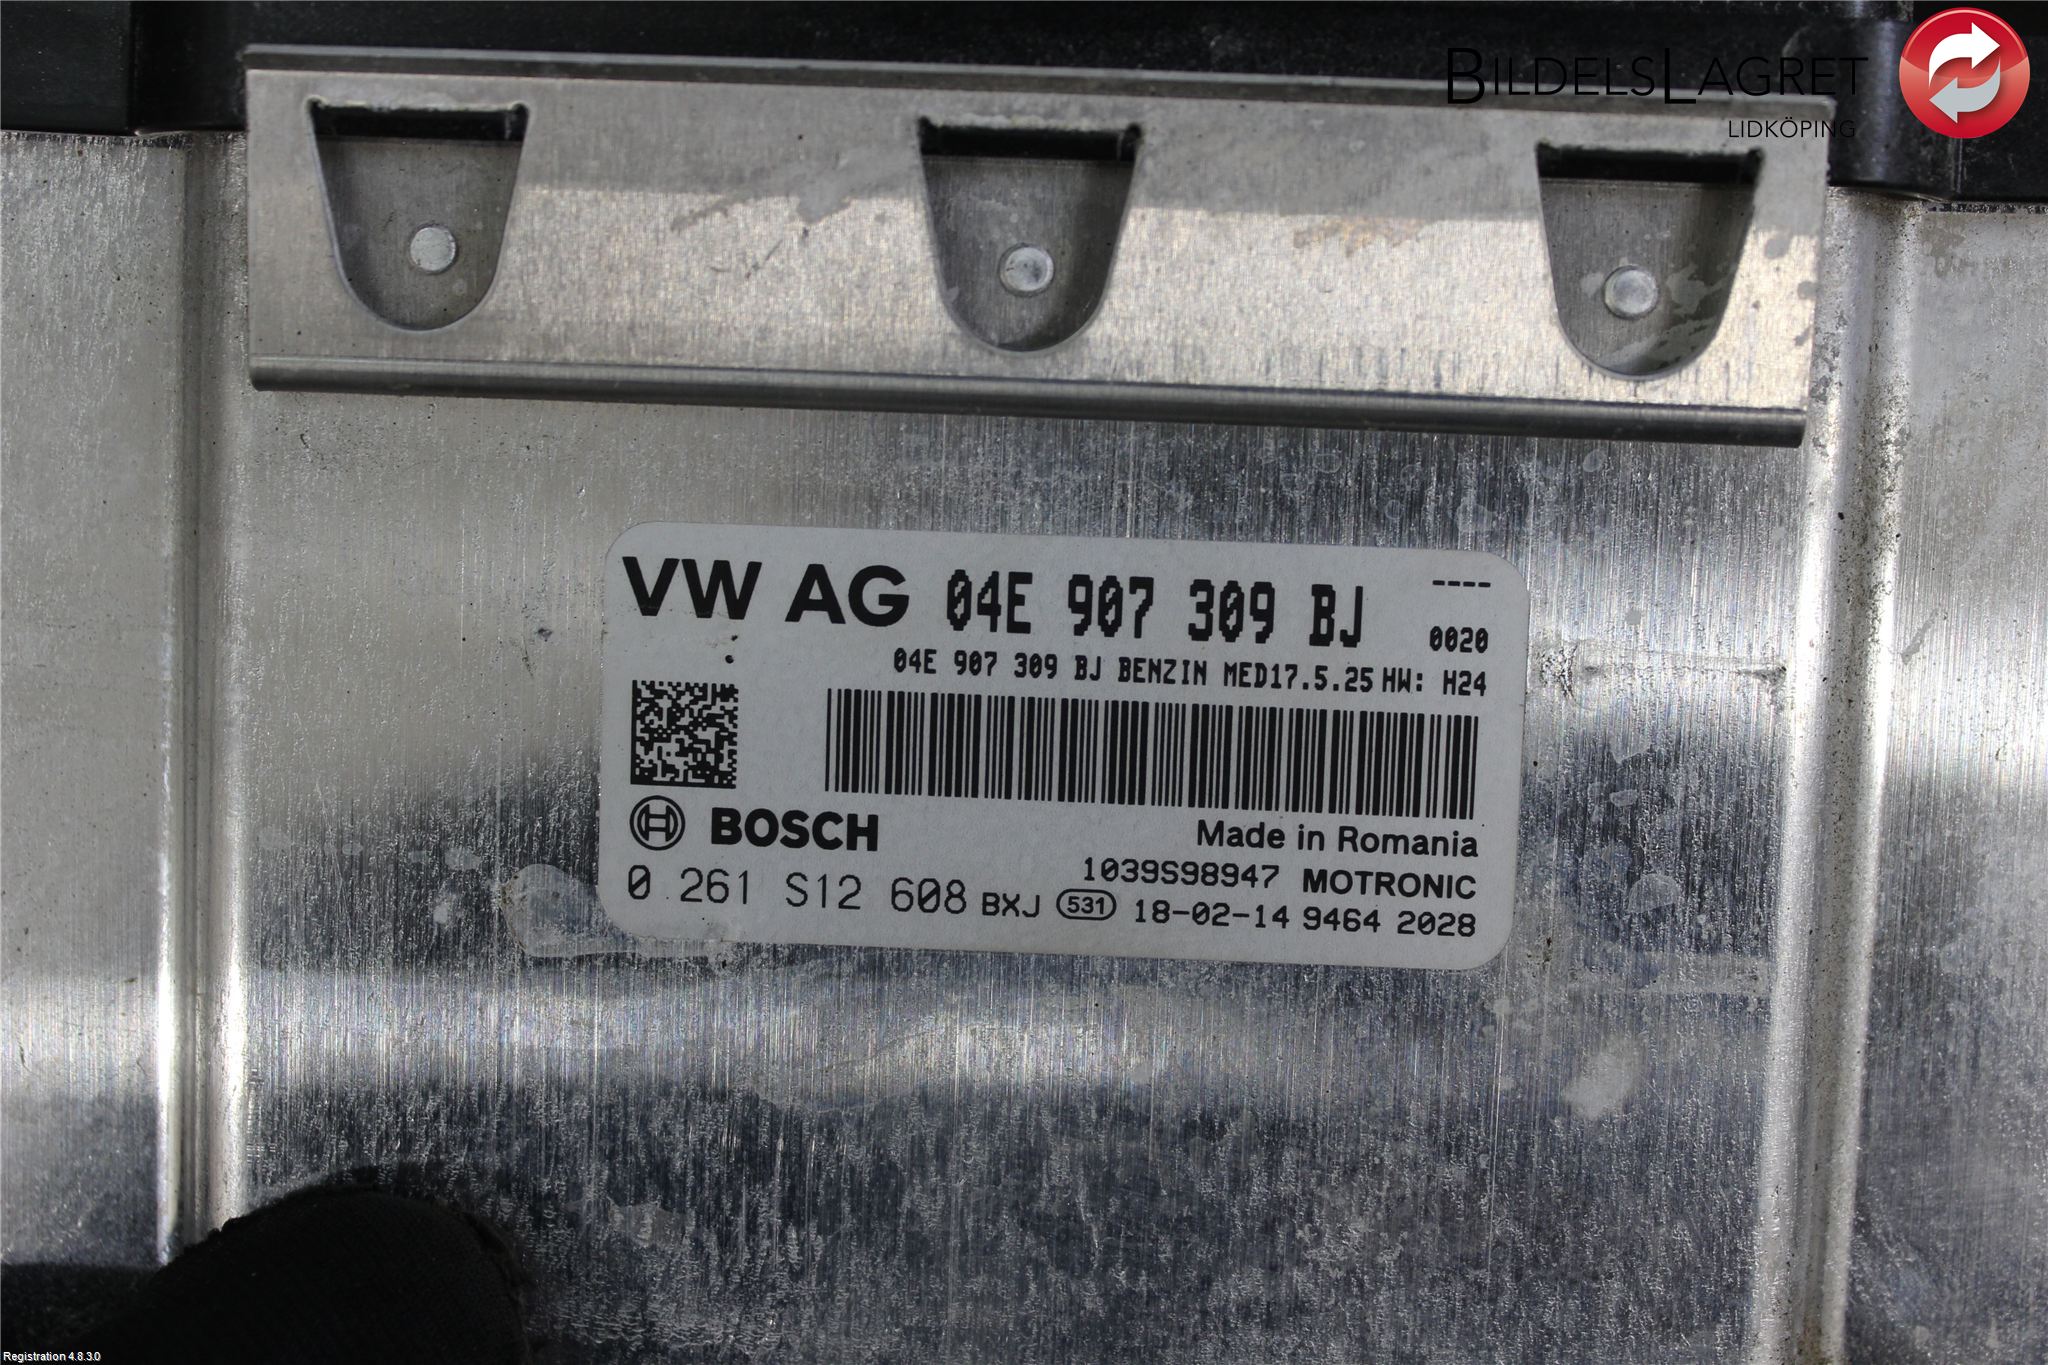 BILDELSLAGRET
LIDKÖPING
VW AG 04E 907 309 BJ ----
0020
04E 907 309 BJ BENZIN MED17.5.25 HW: H24
BOSCH
Made in Romania
1039S98947 MOTRONIC
0 261 S12 608 BXJ 531 18-02-14 9464 2028
Registration 4.8.3.0